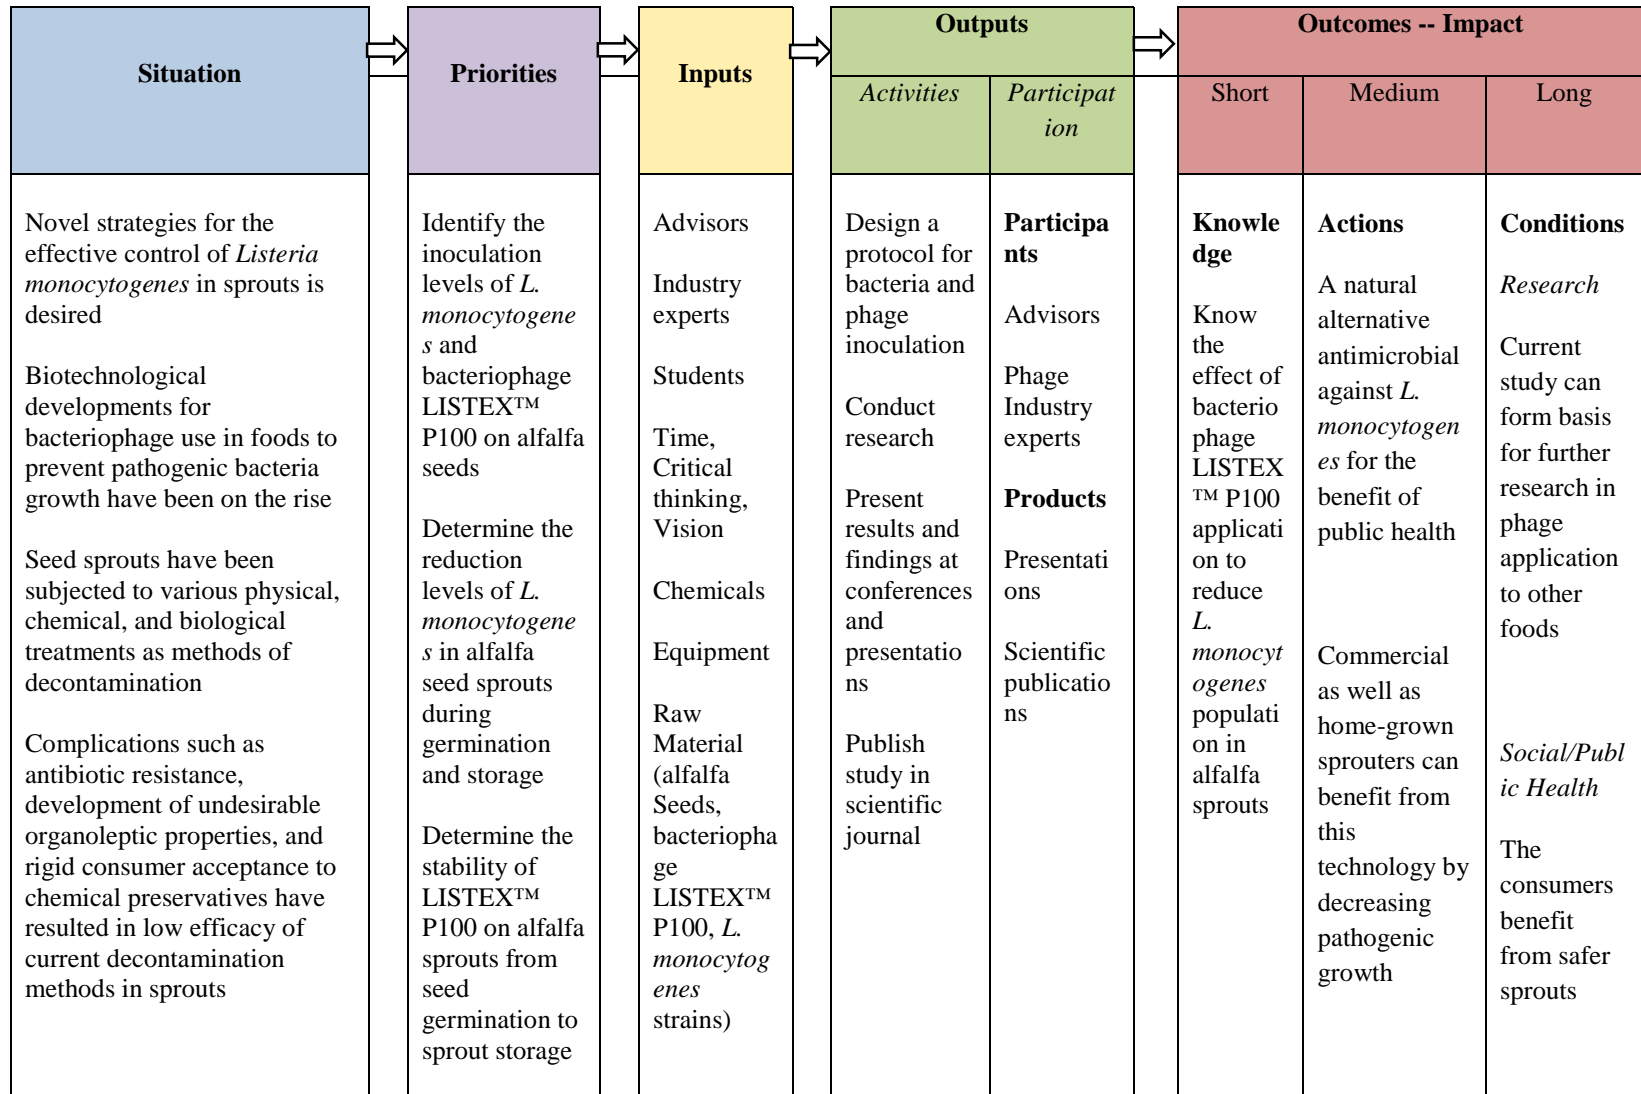 Situation
Priorities
Inputs
Outputs
Activities
Participat
ion
Outcomes -- Impact
Short
Medium
Long
Novel strategies for the
effective control of Listeria
monocytogenes in sprouts is
desired
Biotechnological
developments for
bacteriophage use in foods to
prevent pathogenic bacteria
growth have been on the rise
Seed sprouts have been
subjected to various physical,
chemical, and biological
treatments as methods of
decontamination
Complications such as
antibiotic resistance,
development of undesirable
organoleptic properties, and
rigid consumer acceptance to
chemical preservatives have
resulted in low efficacy of
current decontamination
methods in sprouts
Identify the
inoculation
levels of L.
monocytogene
s and
bacteriophage
LISTEX™
P100 on alfalfa
seeds
Determine the
reduction
levels of L.
monocytogene
s in alfalfa
seed sprouts
during
germination
and storage
Determine the
stability of
LISTEX™
P100 on alfalfa
sprouts from
seed
germination to
sprout storage
Advisors
Industry
experts
Students
Time,
Critical
thinking,
Vision
Chemicals
Equipment
Raw
Material
(alfalfa
Seeds,
bacteriopha
ge
LISTEX™
P100, L.
monocytog
enes
strains)
Design a
protocol for
bacteria and
phage
inoculation
Conduct
research
Present
results and
findings at
conferences
and
presentatio
ns
Publish
study in
scientific
journal
Participa
nts
Advisors
Phage
Industry
experts
Products
Presentati
ons
Scientific
publicatio
ns
Knowle
dge
Know
the
effect of
bacterio
phage
LISTEX
™ P100
applicati
on to
reduce
L.
monocyt
ogenes
populati
on in
alfalfa
sprouts
Actions
A natural
alternative
antimicrobial
against L.
monocytogen
es for the
benefit of
public health
Commercial
as well as
home-grown
sprouters can
benefit from
this
technology by
decreasing
pathogenic
growth
Conditions
Research
Current
study can
form basis
for further
research in
phage
application
to other
foods
Social/Publ
ic Health
The
consumers
benefit
from safer
sprouts